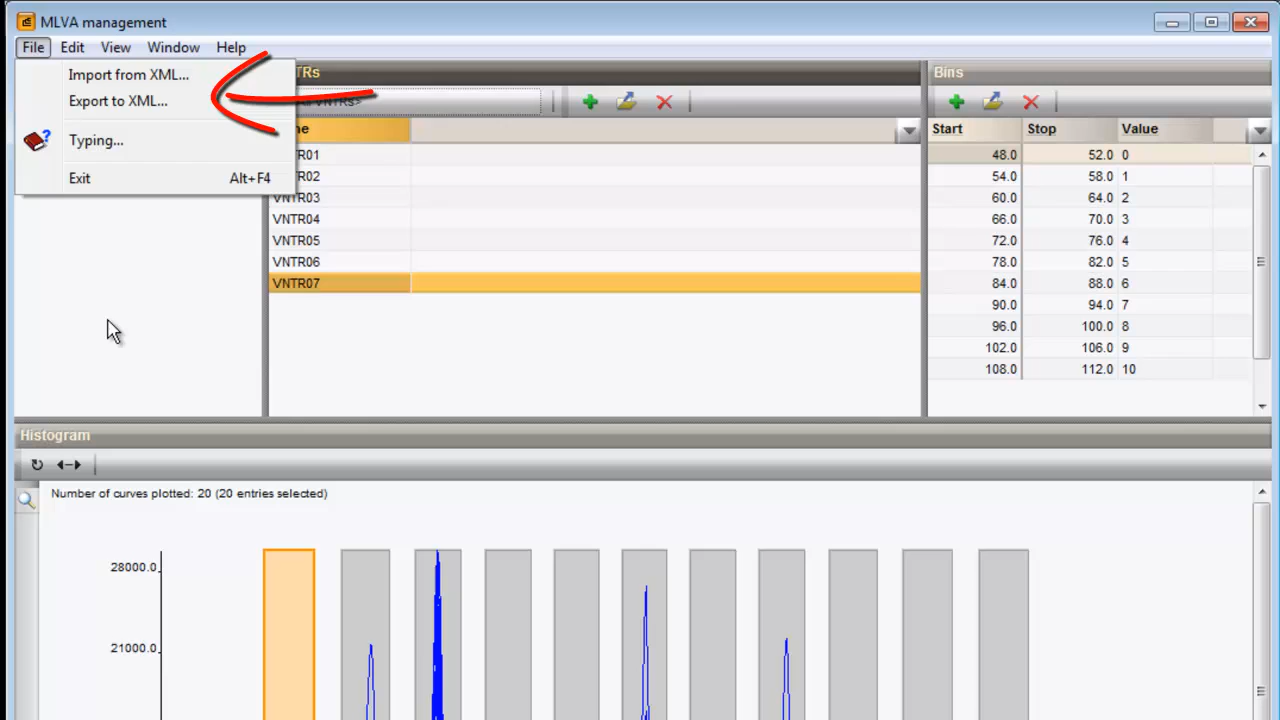 MLVA management
File Edit View Window Help
Import from XML...
Export to XML...
Typing...
Exit Alt+F4
TRs
VNTRs>
TR01
TR02
VNTR03
VNTR04
VNTR05
VNTR06
VNTR07
Bins
Start Stop Value
48.0 52.0 0
54.0 58.0 1
60.0 64.0 2
66.0 70.0 3
72.0 76.0 4
78.0 82.0 5
84.0 88.0 6
90.0 94.0 7
96.0 100.0 8
102.0 106.0 9
108.0 112.0 10
Histogram
Number of curves plotted: 20 (20 entries selected)
28000.0
21000.0